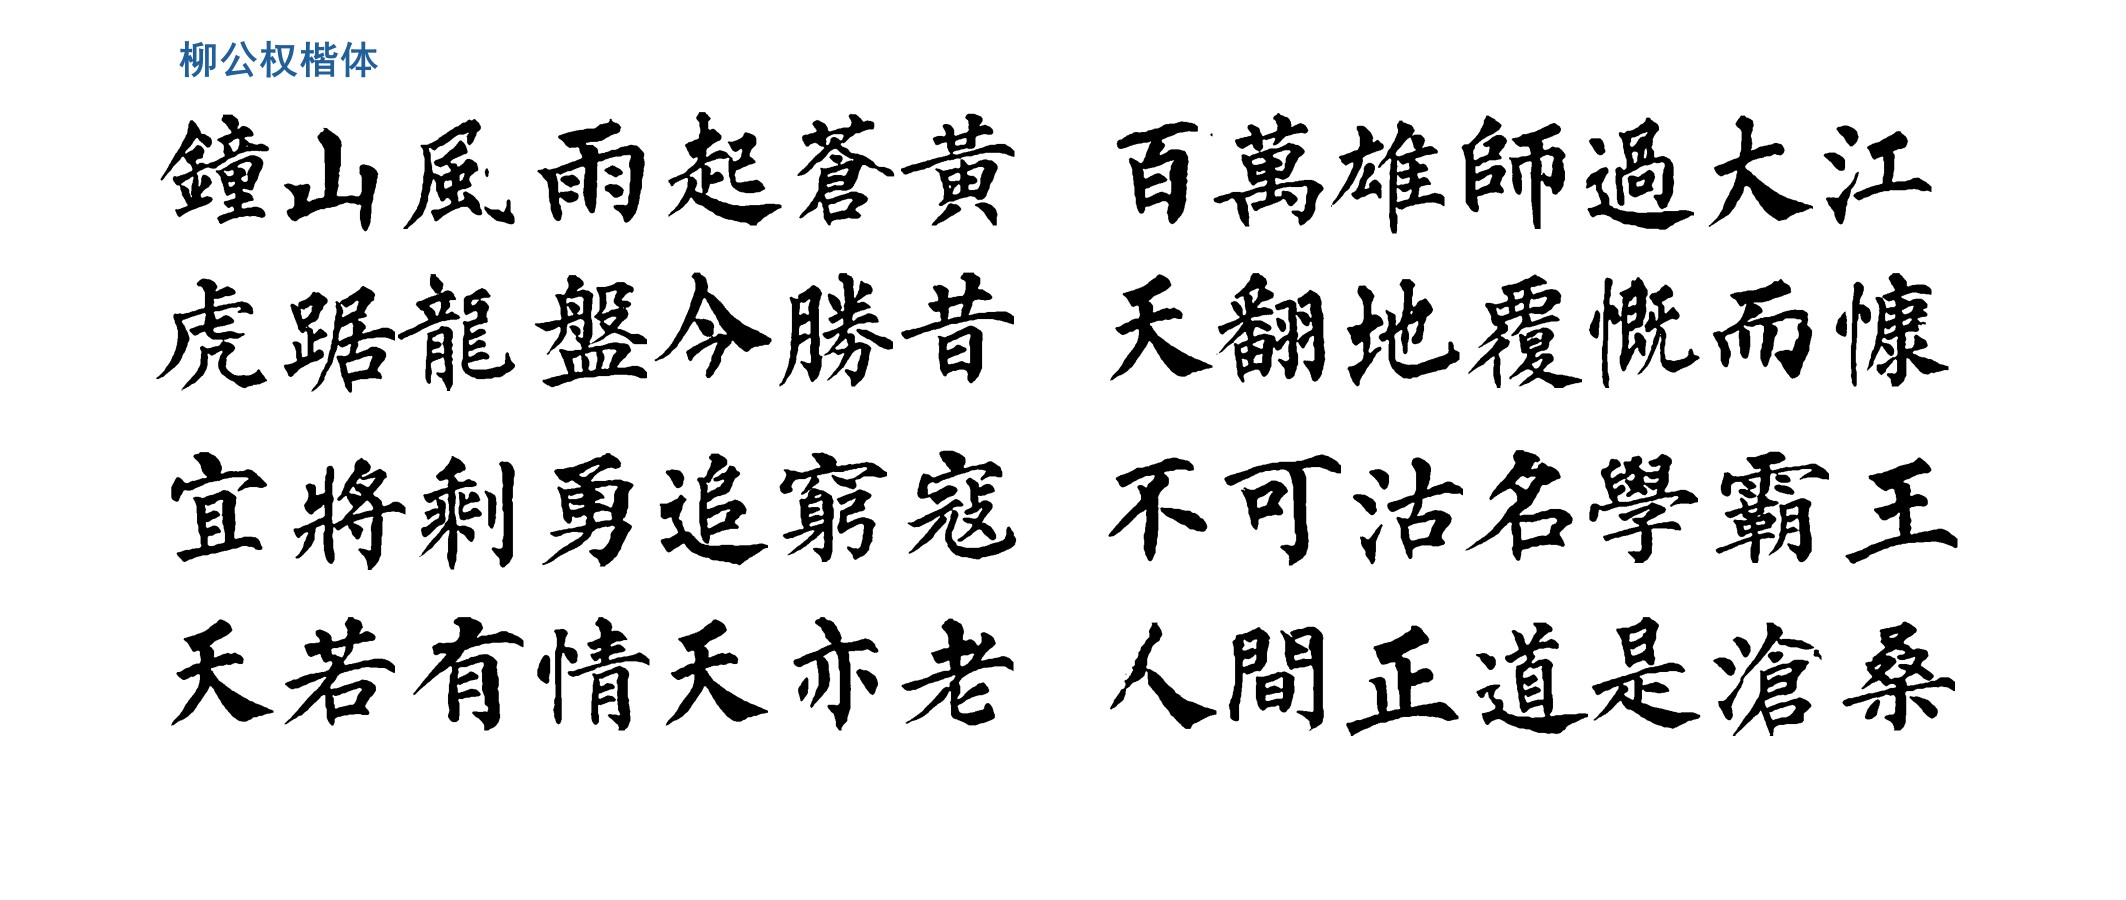 柳公权楷体
鐘山風雨起蒼黃 百萬雄師過大江
虎踞龍盤今勝昔 天翻地覆慨而慷
宜將剩勇追窮寇 不可沽名學霸王
天若有情天亦老 人間正道是滄桑